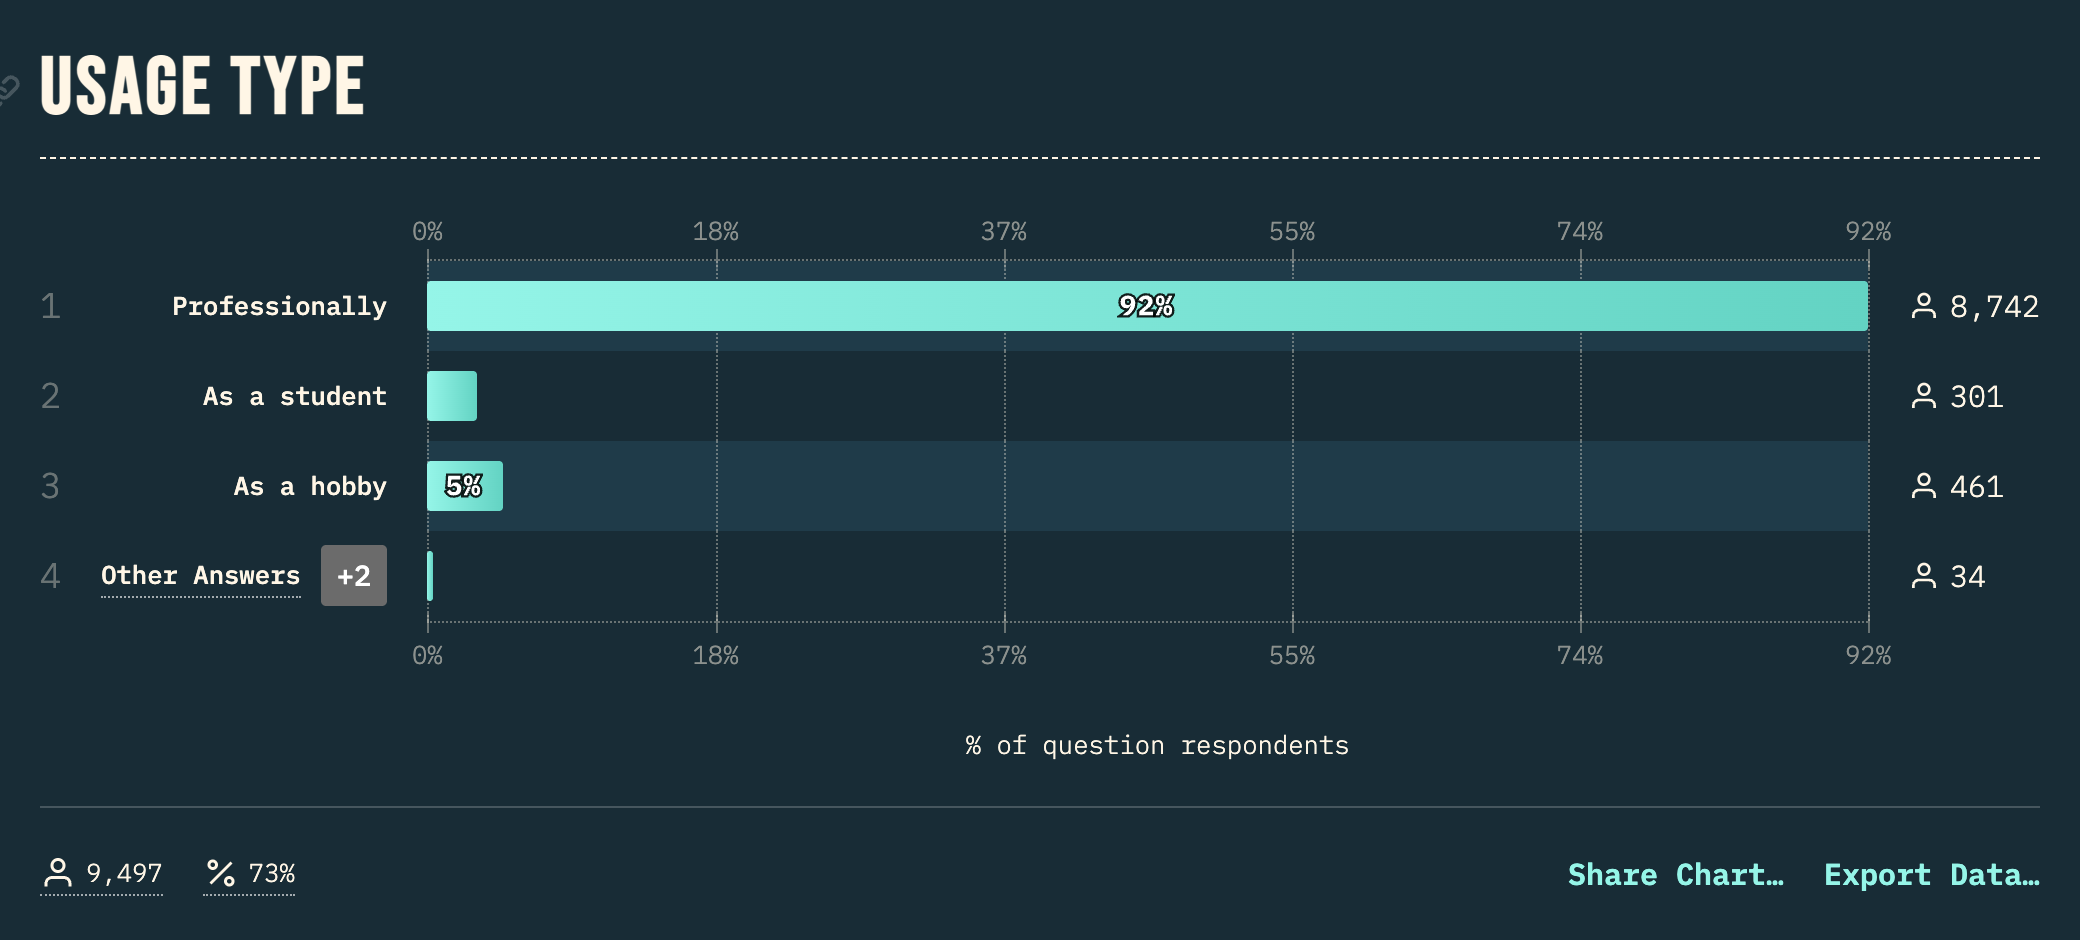 USAGE TYPE
0% 18% 37% 55% 74% 92%
1 Professionally 92% 8,742
2 As a student 301
3 As a hobby 5% 461
4 Other Answers +2 34
0% 18% 37% 55% 74% 92%
% of question respondents
9,497 % 73% Share Chart… Export Data…